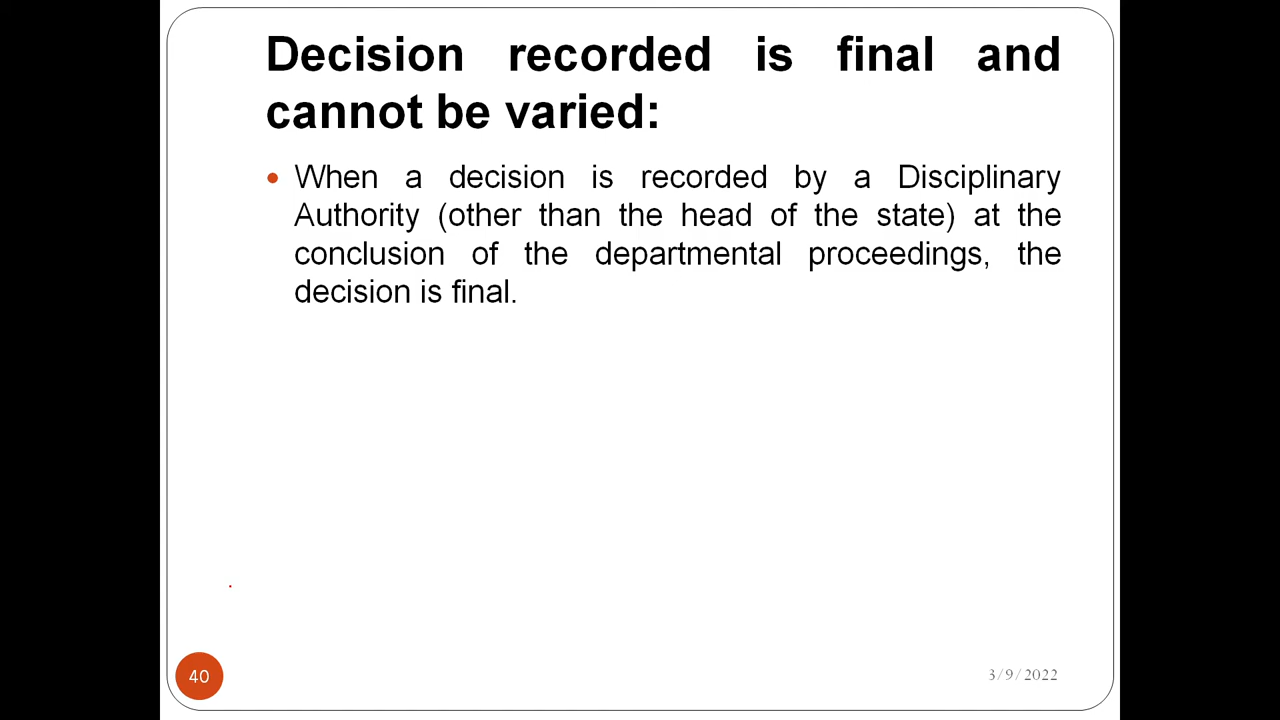 Decision recorded is final and
cannot be varied:
• When a decision is recorded by a Disciplinary
Authority (other than the head of the state) at the
conclusion of the departmental proceedings, the
decision is final.
40
3/9/2022